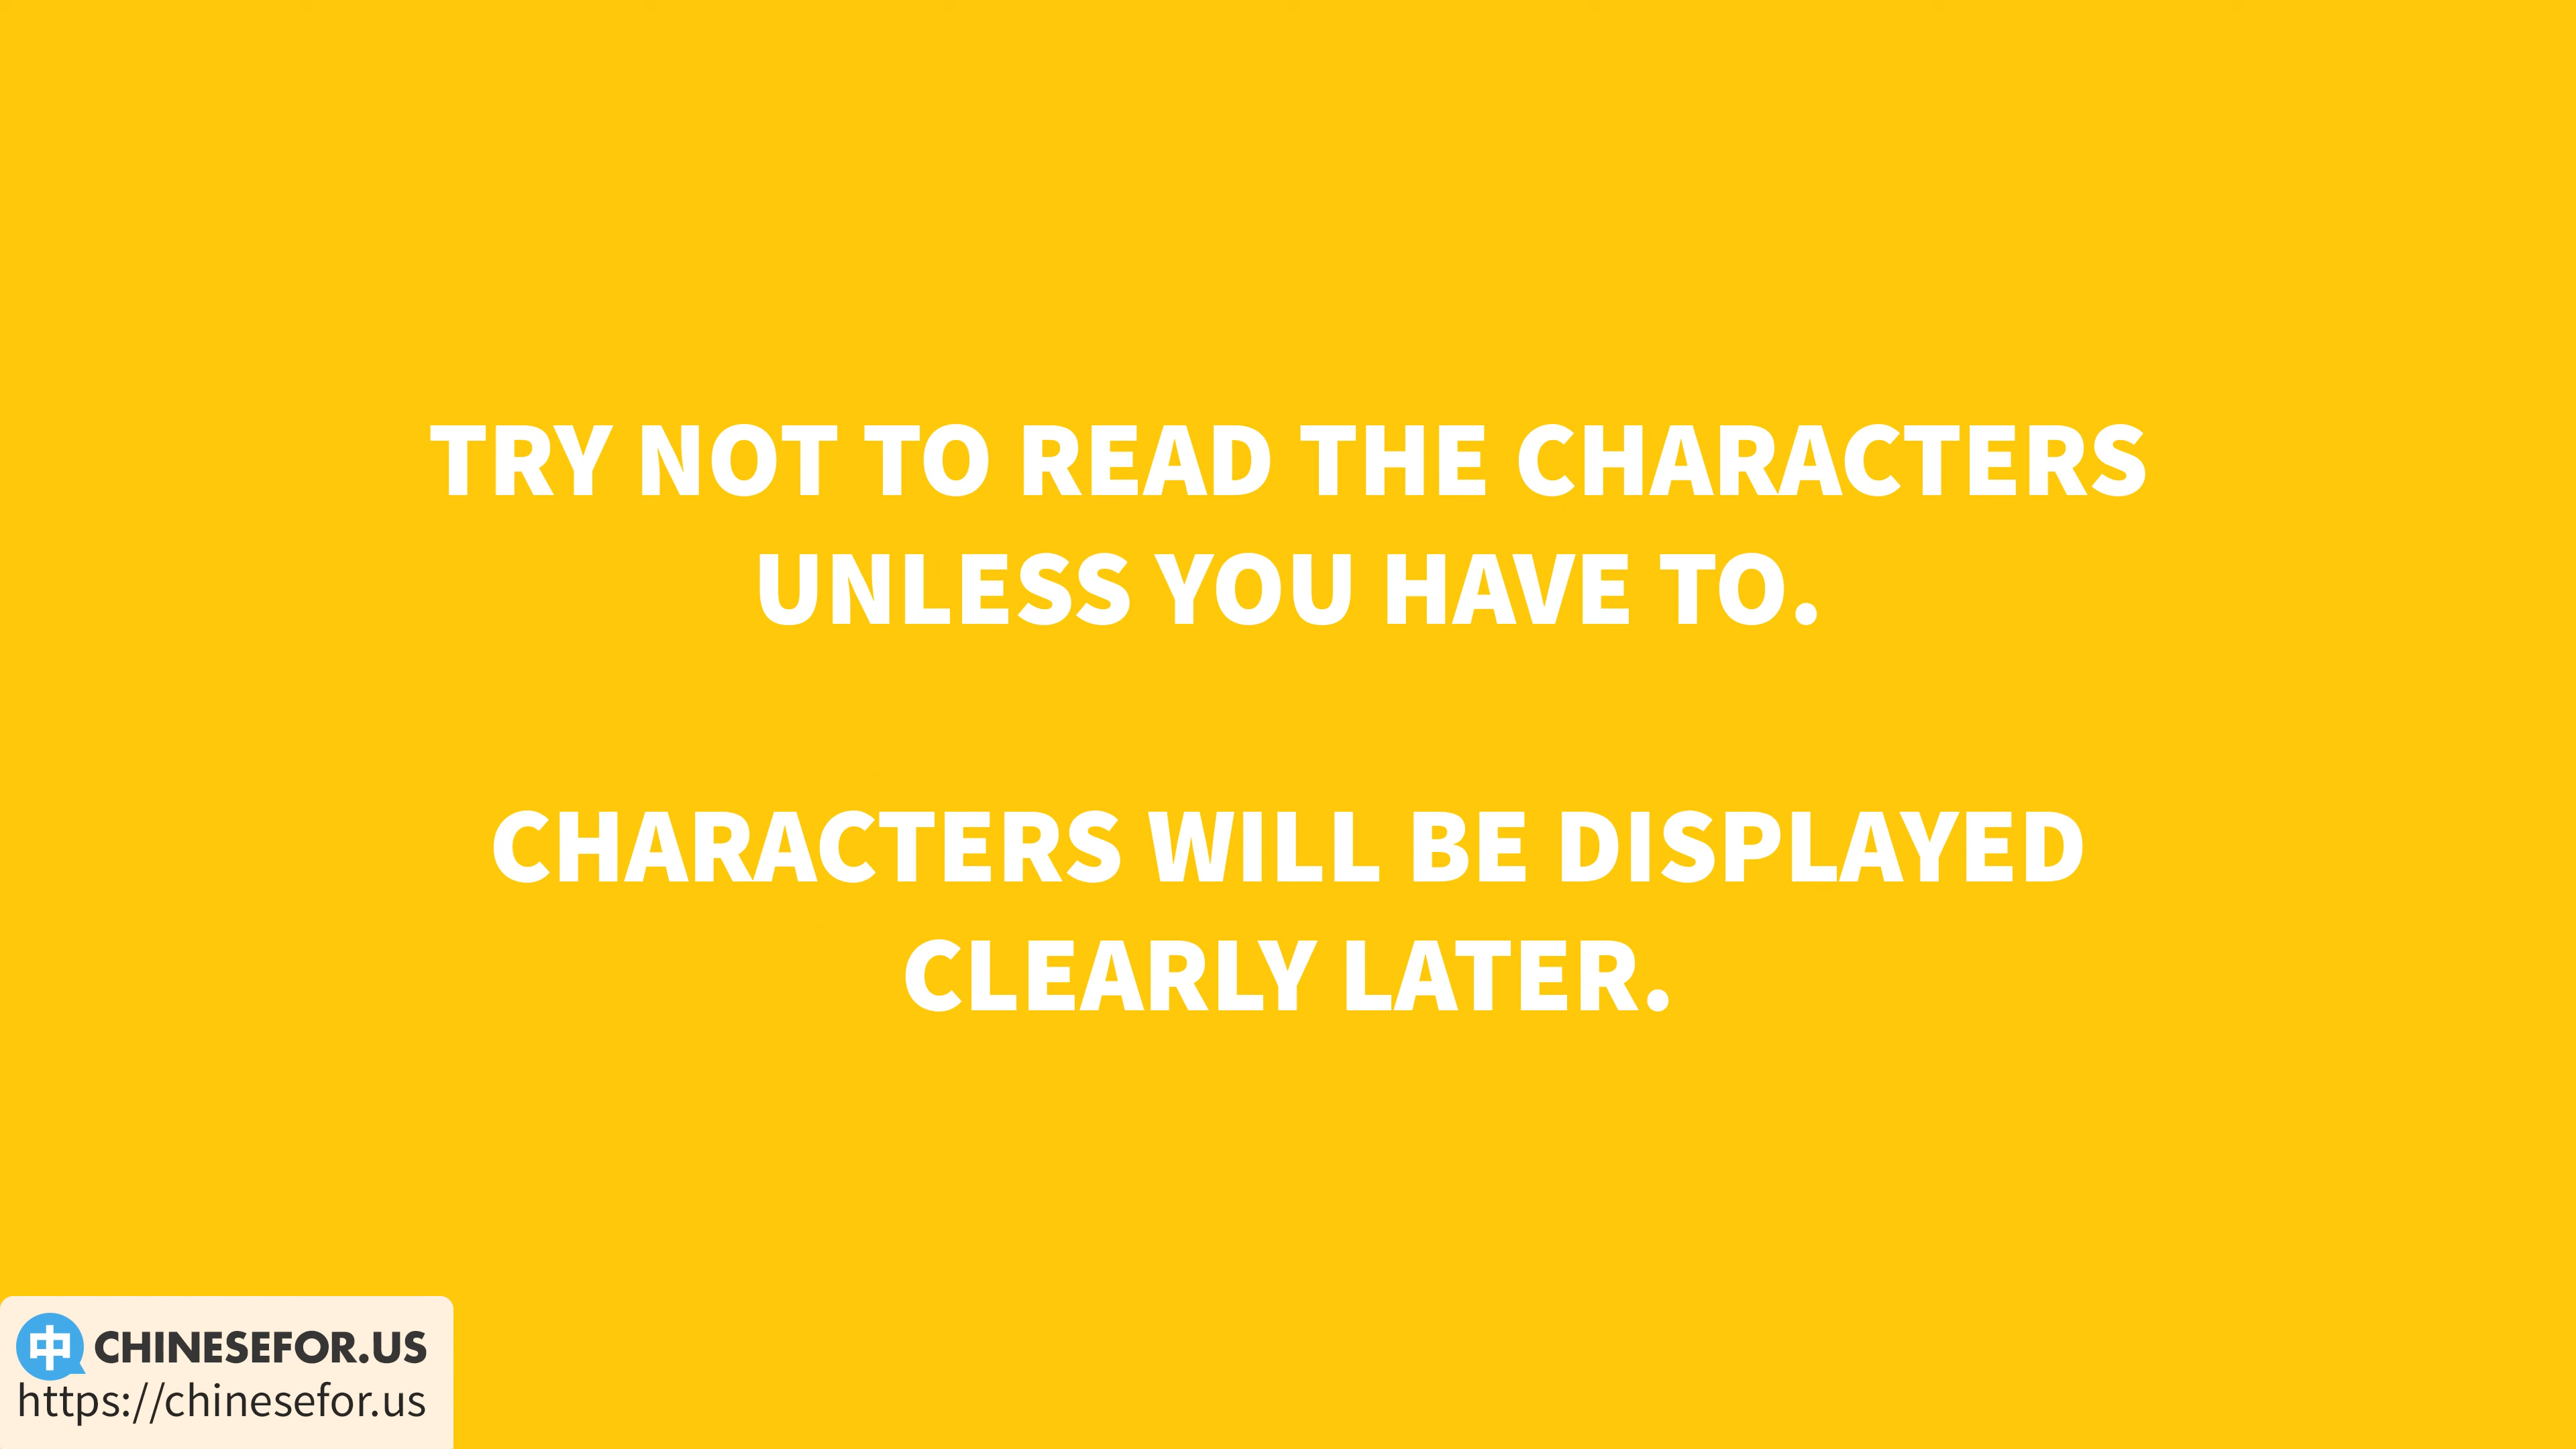 TRY NOT TO READ THE CHARACTERS
UNLESS YOU HAVE TO.
CHARACTERS WILL BE DISPLAYED
CLEARLY LATER.
中 CHINESEFOR.US
https://chinesefor.us